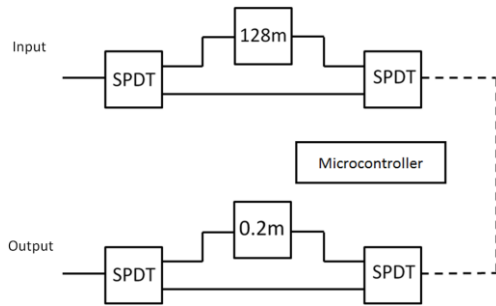 Input
128m
SPDT
SPDT
Microcontroller
Output
0.2m
SPDT
SPDT